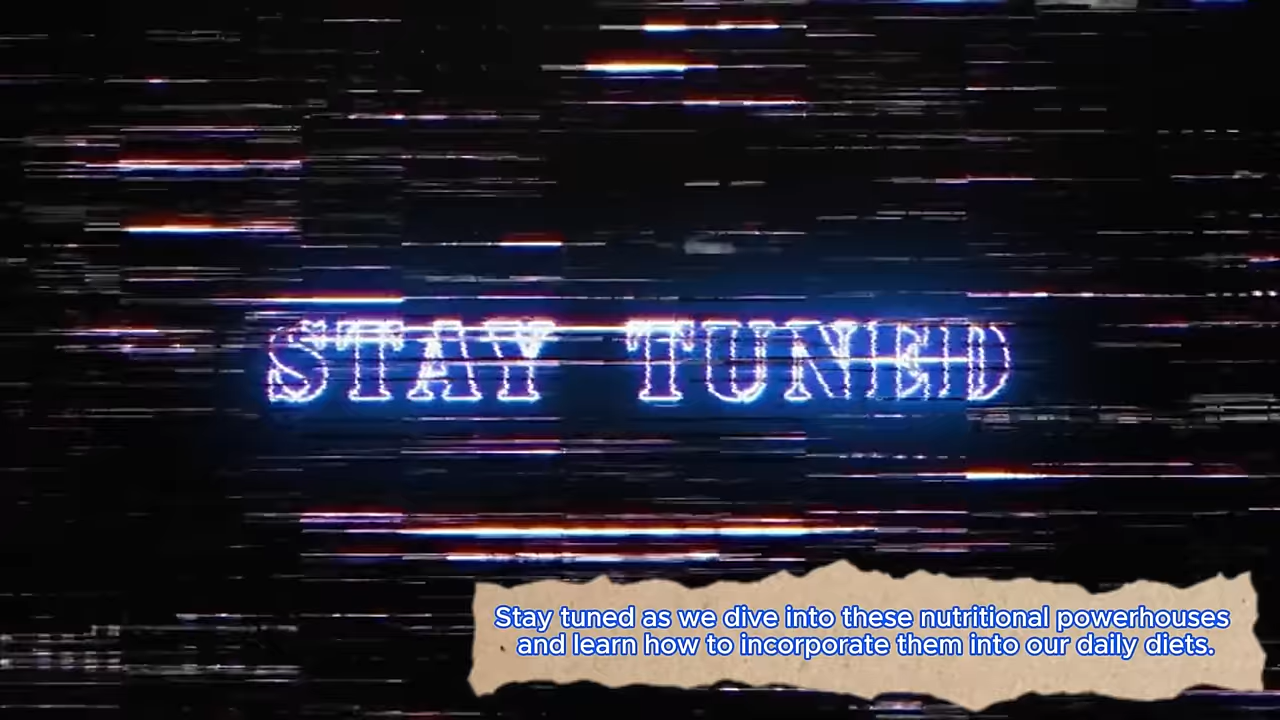 STAY TUNED
Stay tuned as we dive into these nutritional powerhouses
and learn how to incorporate them into our daily diets.